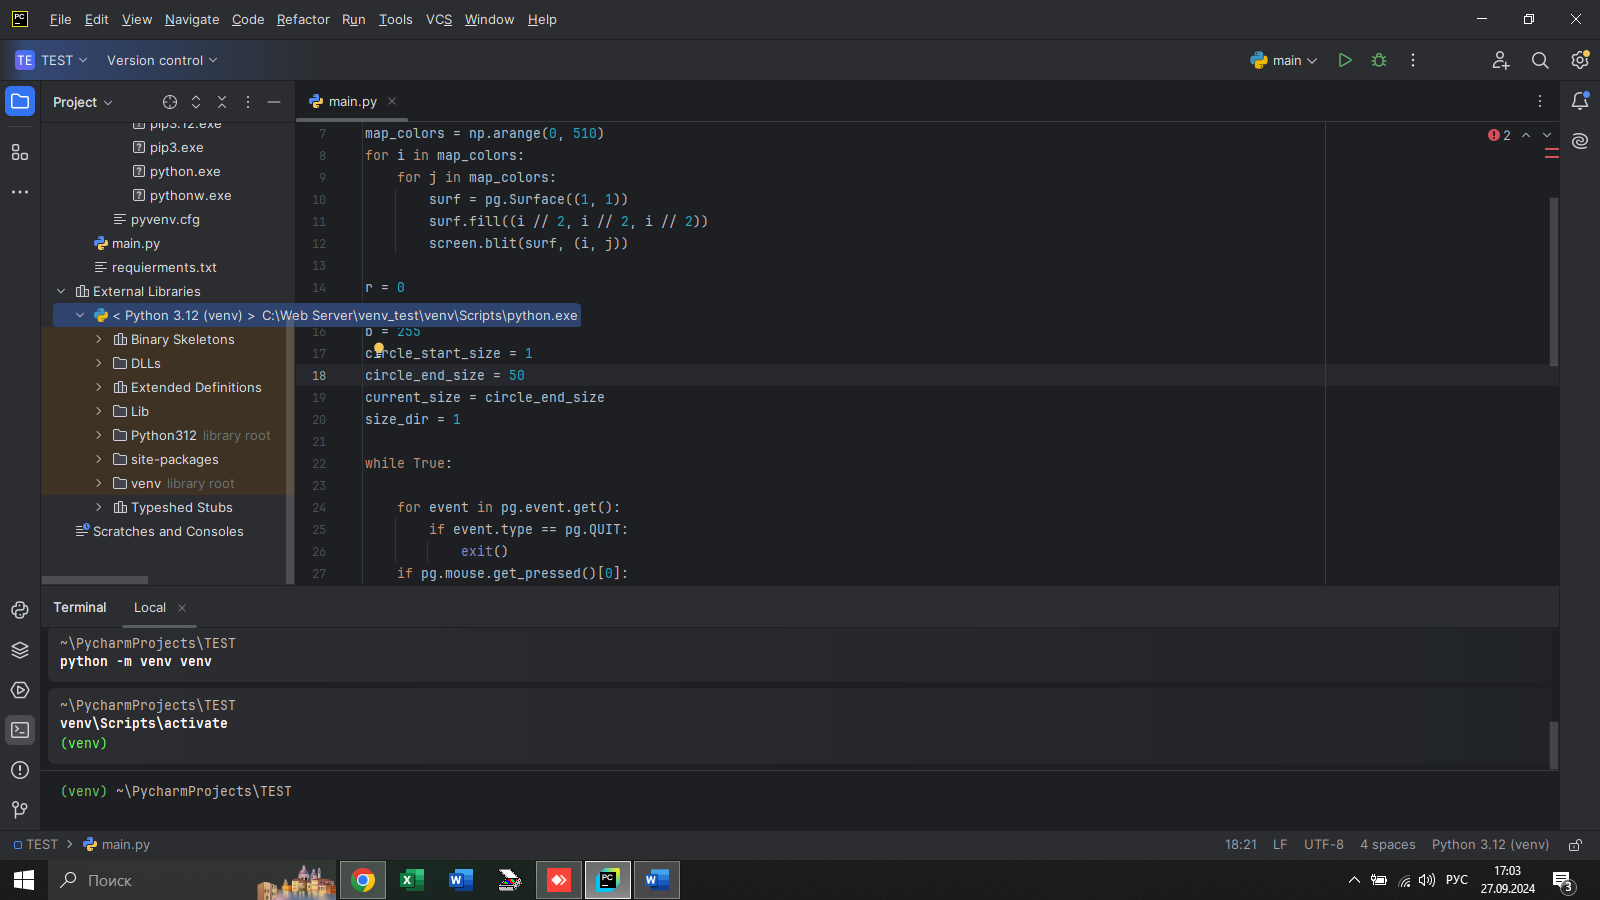 PC File Edit View Navigate Code Refactor Run Tools VCS Window Help
TE TEST Version control main
Project
main.py
2
pip3.12.exe
pip3.exe
python.exe
pythonw.exe
pyvenv.cfg
main.py
requierments.txt
External Libraries
< Python 3.12 (venv) > C:\Web Server\venv_test\venv\Scripts\python.exe
Binary Skeletons
DLLs
Extended Definitions
Lib
Python312 library root
site-packages
venv library root
Typeshed Stubs
Scratches and Consoles
7 map_colors = np.arange(0, 510)
8 for i in map_colors:
9 for j in map_colors:
10 surf = pg.Surface((1, 1))
11 surf.fill((i // 2, i // 2, i // 2))
12 screen.blit(surf, (i, j))
13
14 r = 0
16 b = 255
17 circle_start_size = 1
18 circle_end_size = 50
19 current_size = circle_end_size
20 size_dir = 1
21
22 while True:
23
24 for event in pg.event.get():
25 if event.type == pg.QUIT:
26 exit()
27 if pg.mouse.get_pressed()[0]:
Terminal Local
~\PycharmProjects\TEST
python -m venv venv
~\PycharmProjects\TEST
venv\Scripts\activate
(venv)
(venv) ~\PycharmProjects\TEST
TEST main.py 18:21 LF UTF-8 4 spaces Python 3.12 (venv)
Поиск
РУС
17:03
27.09.2024
3